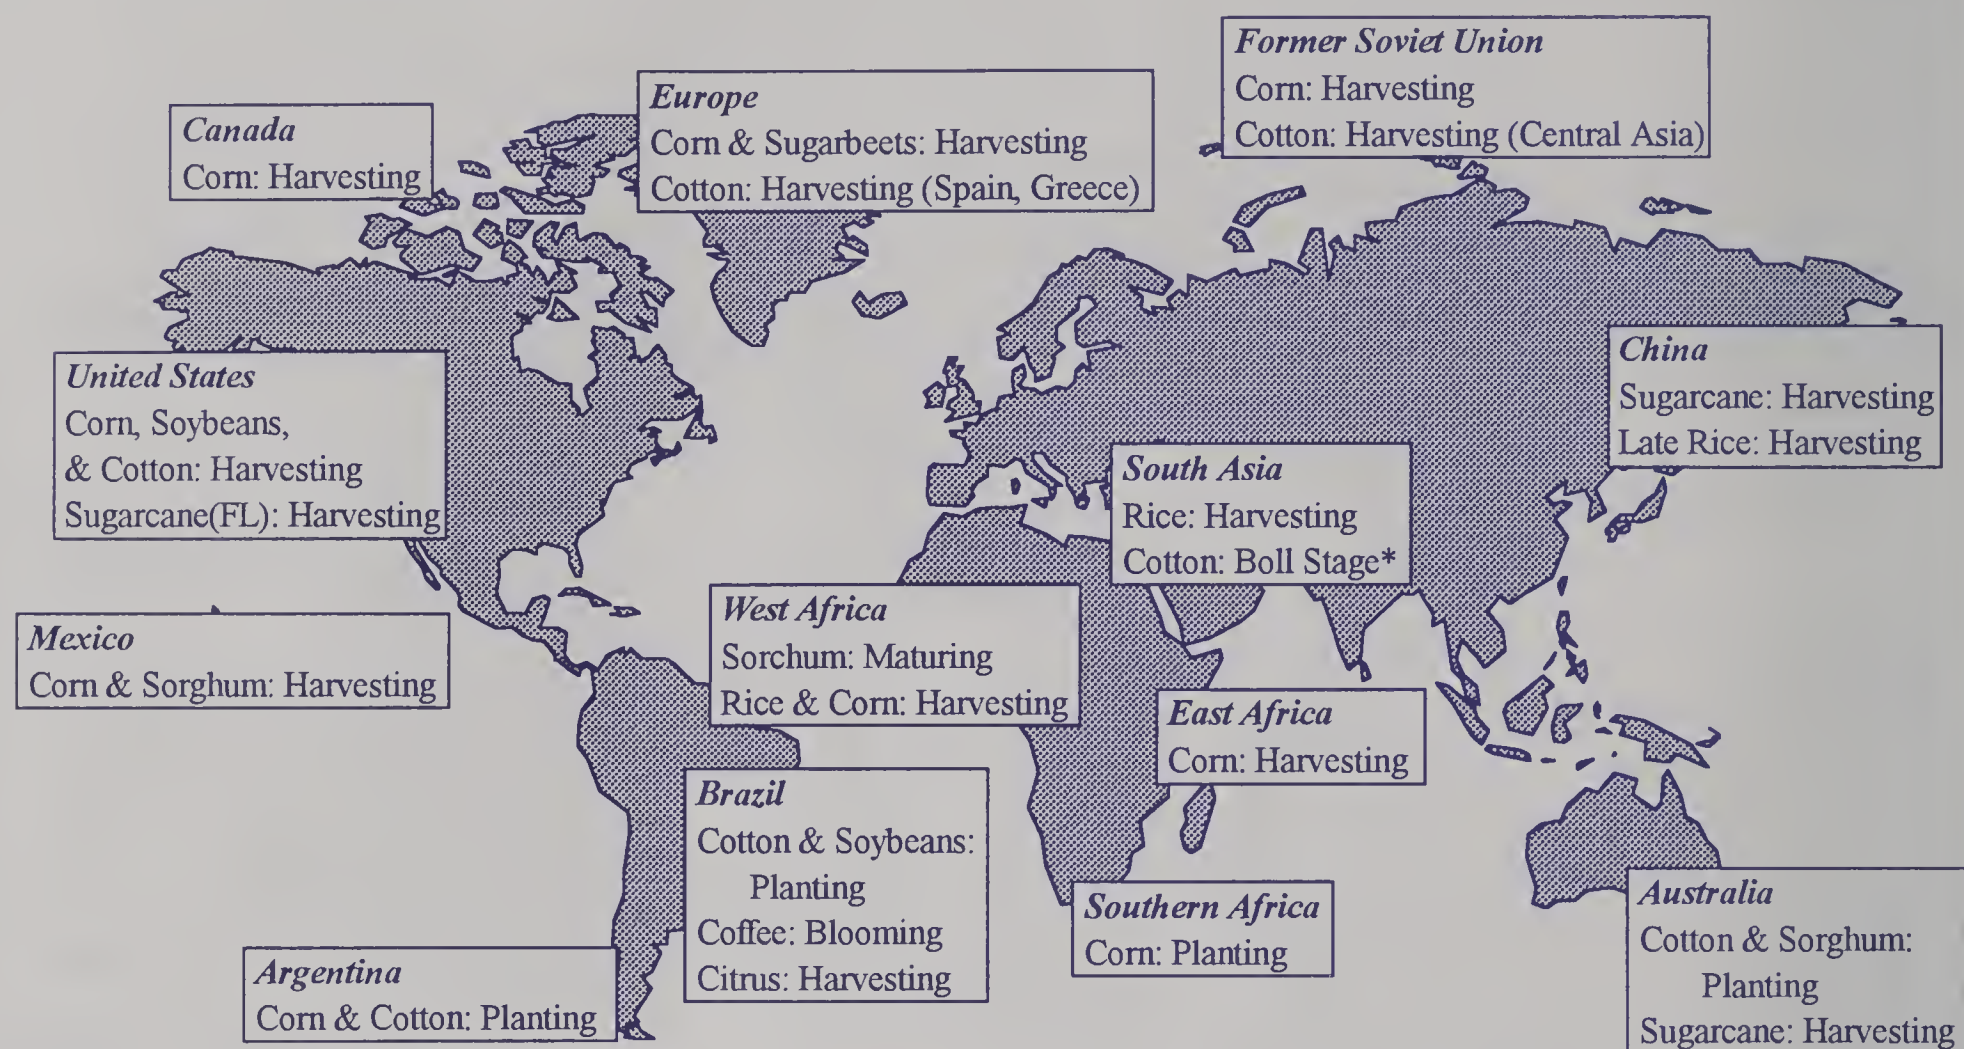 Former Soviet Union
Corn: Harvesting
Cotton: Harvesting (Central Asia)
Europe
Corn & Sugarbeets: Harvesting
Cotton: Harvesting (Spain, Greece)
Canada
Corn: Harvesting
United States
Corn, Soybeans,
& Cotton: Harvesting
Sugarcane(FL): Harvesting
China
Sugarcane: Harvesting
Late Rice: Harvesting
South Asia
Rice: Harvesting
Cotton: Boll Stage*
Mexico
Corn & Sorghum: Harvesting
West Africa
Sorchum: Maturing
Rice & Corn: Harvesting
East Africa
Corn: Harvesting
Brazil
Cotton & Soybeans:
Planting
Coffee: Blooming
Citrus: Harvesting
Southern Africa
Corn: Planting
Australia
Cotton & Sorghum:
Planting
Sugarcane: Harvesting
Argentina
Corn & Cotton: Planting